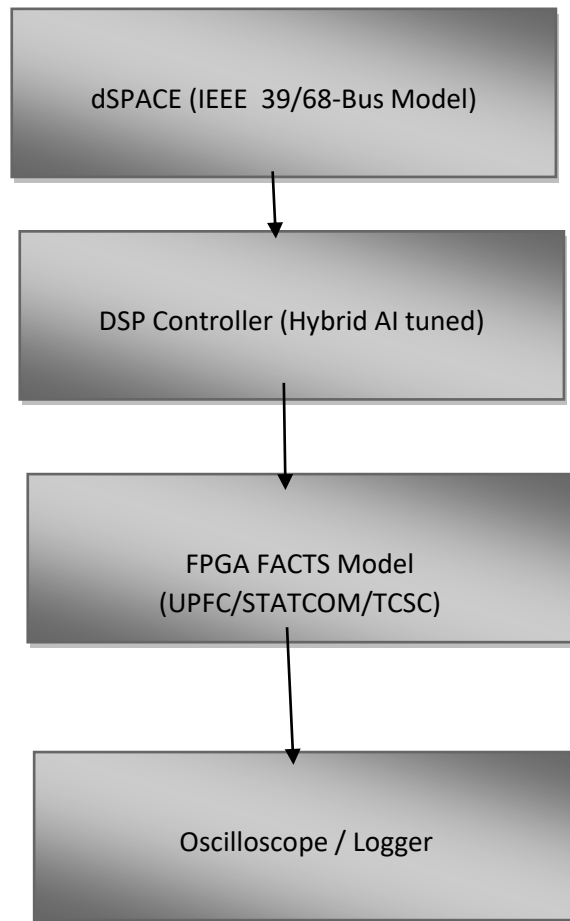 dSPACE (IEEE  39/68-Bus Model)
DSP Controller (Hybrid AI tuned)
FPGA FACTS Model
(UPFC/STATCOM/TCSC)
Oscilloscope / Logger